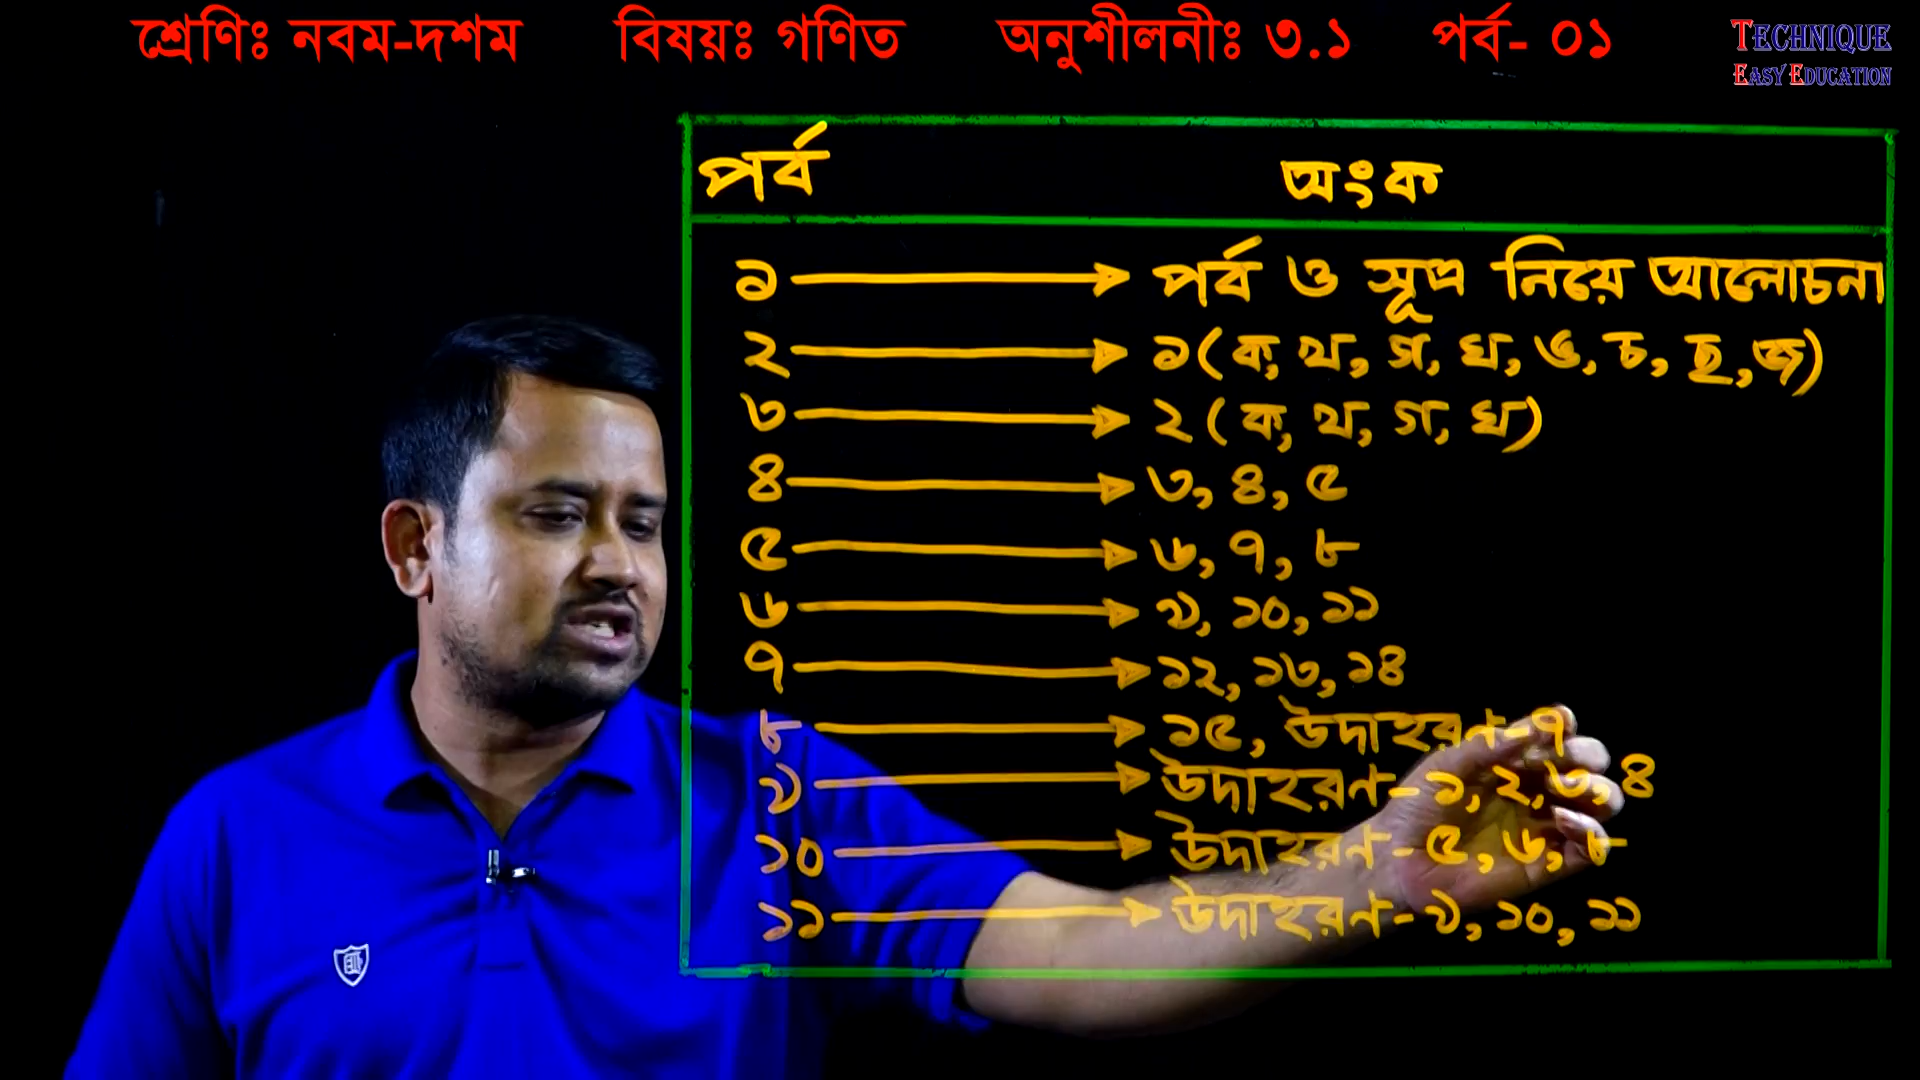 শ্রেণিঃ নবম-দশম বিষয়ঃ গণিত অনুশীলনীঃ ৩.১ পর্ব- ০১
TECHNIQUE
EASY EDUCATION
পর্ব অংক
১ পর্ব ও সূত্র নিয়ে আলোচনা
২ ১(ক, খ, গ, ঘ, ঙ, চ, ছ, জ)
৩ ২(ক, খ, গ, ঘ)
৪ ৩, ৪, ৫
৫ ৬, ৭, ৮
৬ ৯, ১০, ১১
৭ ১২, ১৩, ১৪
৮ ১৫, উদাহরণ-৭
৯ উদাহরণ-১, ২, ৩, ৪
১০ উদাহরণ-৫, ৬, ৮
১১ উদাহরণ-৯, ১০, ১১